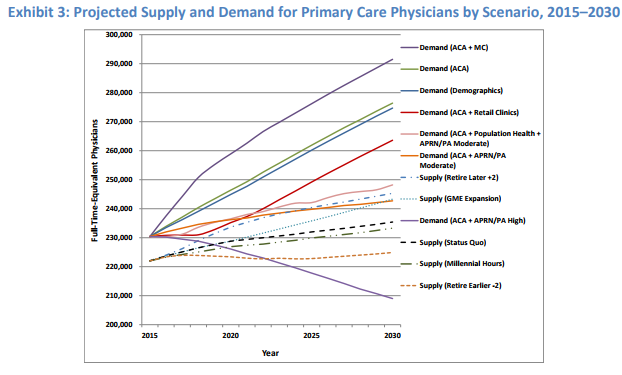 Exhibit 3: Projected Supply and Demand for Primary Care Physicians by Scenario, 2015–2030
300,000
290,000
280,000
270,000
260,000
250,000
240,000
230,000
220,000
210,000
200,000
Full-Time-Equivalent Physicians
2015
2020
2025
2030
Year
Demand (ACA + MC)
Demand (ACA)
Demand (Demographics)
Demand (ACA + Retail Clinics)
Demand (ACA + Population Health +
APRN/PA Moderate)
Demand (ACA + APRN/PA
Moderate)
Supply (Retire Later +2)
Supply (GME Expansion)
Demand (ACA + APRN/PA High)
Supply (Status Quo)
Supply (Millennial Hours)
Supply (Retire Earlier -2)